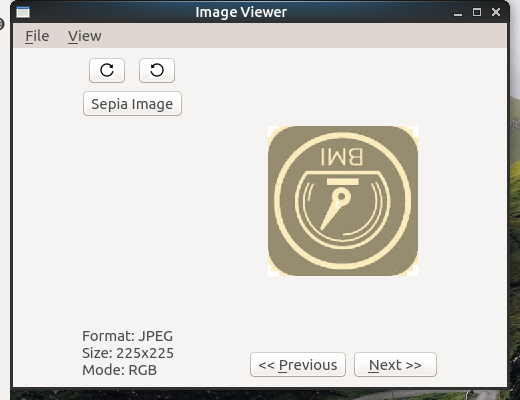 Image Viewer
File View
Sepia Image
BMI
Format: JPEG
Size: 225x225
Mode: RGB
<< Previous Next >>